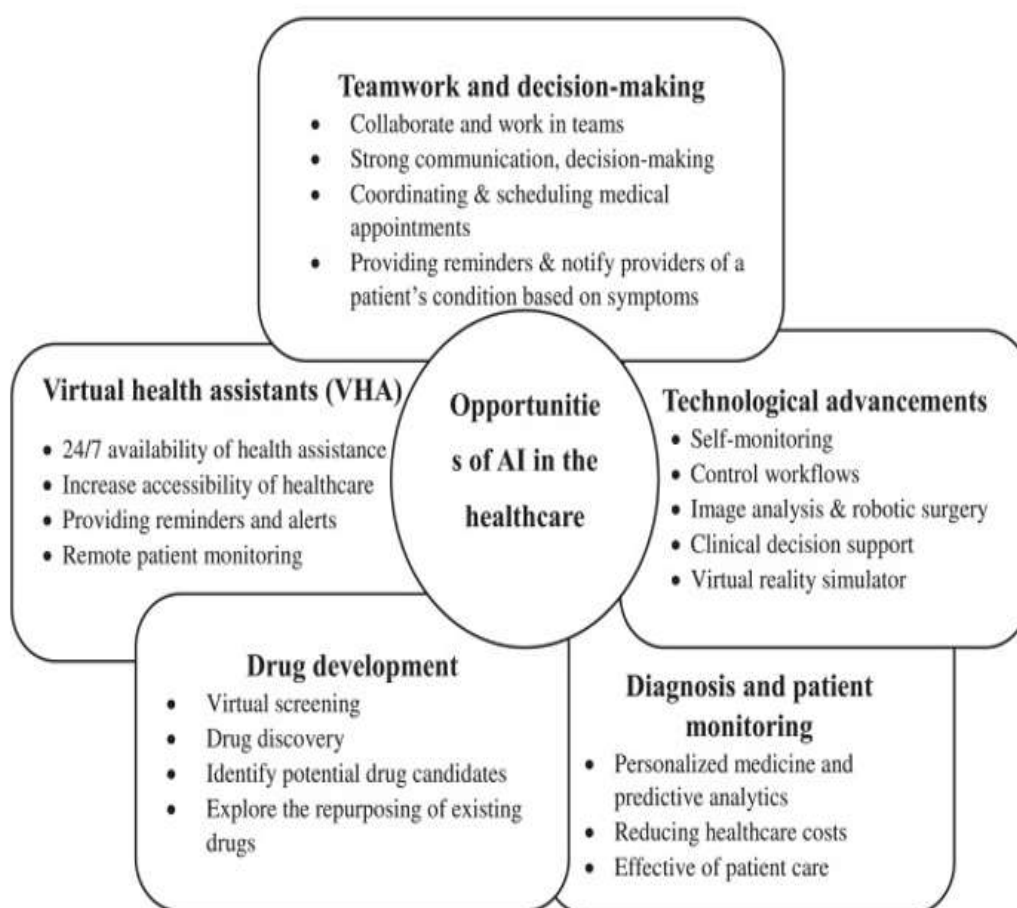 Teamwork and decision-making
• Collaborate and work in teams
• Strong communication, decision-making
• Coordinating & scheduling medical
appointments
• Providing reminders & notify providers of a
patient's condition based on symptoms
Virtual health assistants (VHA)
• 24/7 availability of health assistance
• Increase accessibility of healthcare
• Providing reminders and alerts
• Remote patient monitoring
Opportunitie
s of AI in the
healthcare
Technological advancements
• Self-monitoring
• Control workflows
• Image analysis & robotic surgery
• Clinical decision support
• Virtual reality simulator
Drug development
• Virtual screening
• Drug discovery
• Identify potential drug candidates
• Explore the repurposing of existing
drugs
Diagnosis and patient
monitoring
• Personalized medicine and
predictive analytics
• Reducing healthcare costs
• Effective of patient care